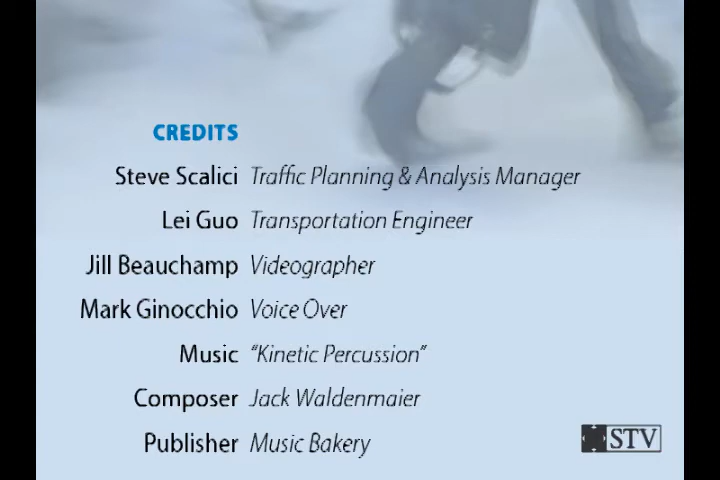 CREDITS
Steve Scalici Traffic Planning & Analysis Manager
Lei Guo Transportation Engineer
Jill Beauchamp Videographer
Mark Ginocchio Voice Over
Music "Kinetic Percussion"
Composer Jack Waldenmaier
Publisher Music Bakery
STV